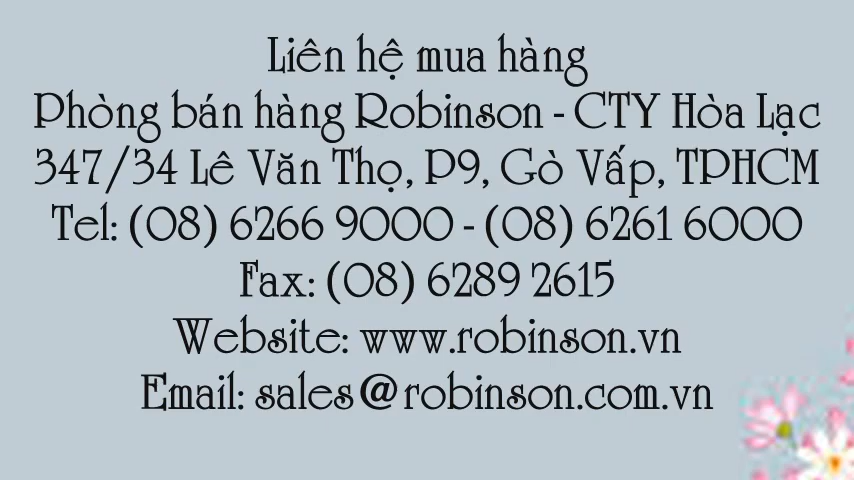 Liên hệ mua hàng
Phòng bán hàng Robinson - CTY Hòa Lạc
347/34 Lê Văn Thọ, P9, Gò Vấp, TPHCM
Tel: (08) 6266 9000 - (08) 6261 6000
Fax: (08) 6289 2615
Website: www.robinson.vn
Email: sales@robinson.com.vn